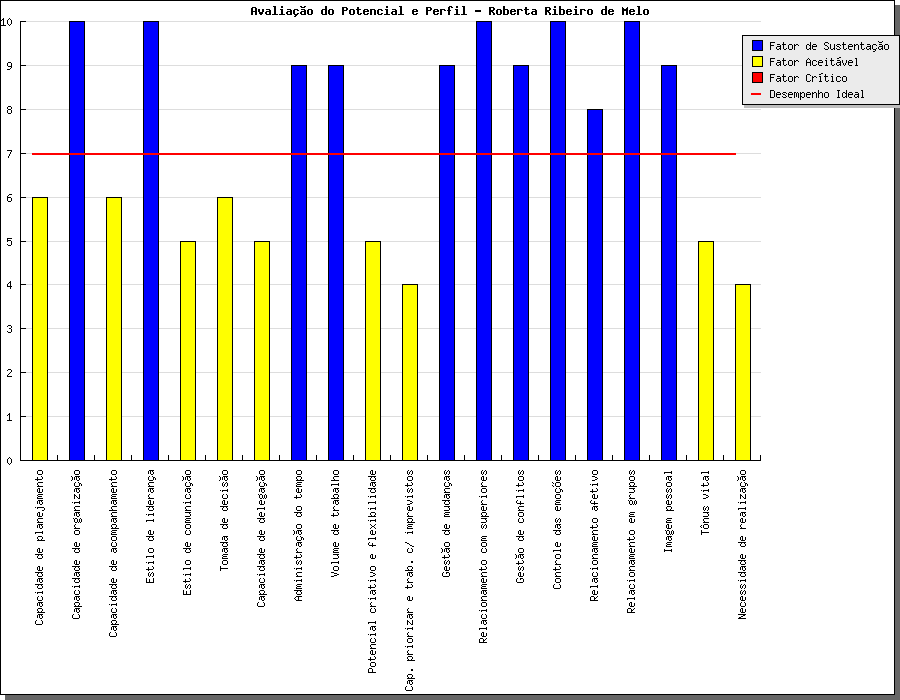 Avaliação do Potencial e Perfil - Roberta Ribeiro de Melo
Fator de Sustentação
Fator Aceitável
Fator Crítico
Desempenho Ideal
10
9
8
7
6
5
4
3
2
1
0
Capacidade de planejamento
Capacidade de organização
Capacidade de acompanhamento
Estilo de liderança
Estilo de comunicação
Tomada de decisão
Capacidade de delegação
Administração do tempo
Volume de trabalho
Potencial criativo e flexibilidade
Cap. priorizar e trab. c/ imprevistos
Gestão de mudanças
Relacionamento com superiores
Gestão de conflitos
Controle das emoções
Relacionamento afetivo
Relacionamento em grupos
Imagem pessoal
Tônus vital
Necessidade de realização